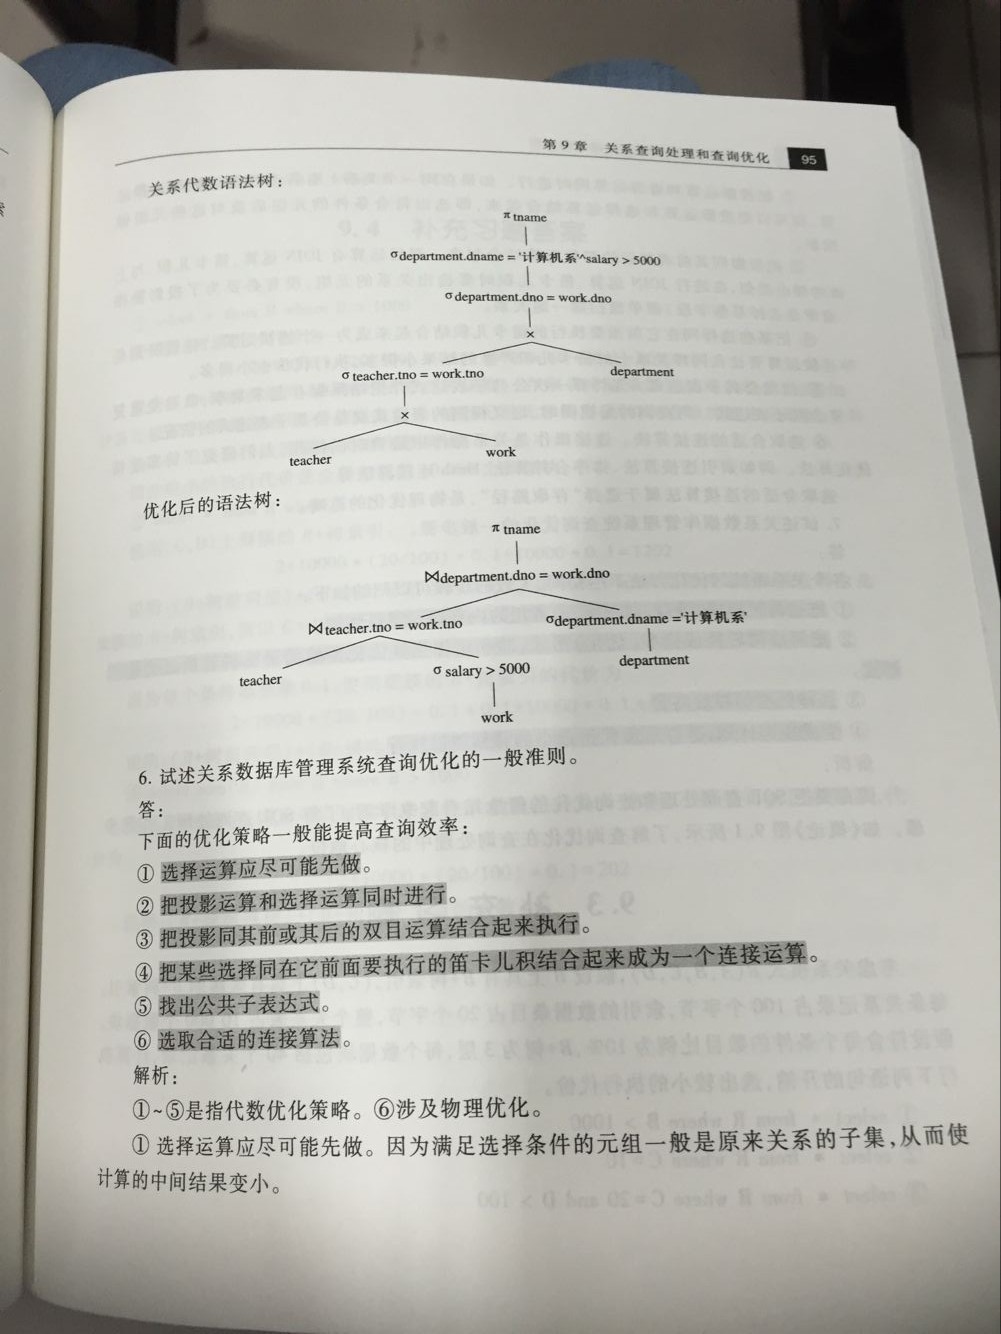 第 9 章 关系查询处理和查询优化 95
关系代数语法树:
π tname
σ department.dname = '计算机系'^salary > 5000
σ department.dno = work.dno
×
σ teacher.tno = work.tno department
×
teacher work
优化后的语法树:
π tname
⋈department.dno = work.dno
⋈ teacher.tno = work.tno σdepartment.dname ='计算机系'
teacher σ salary > 5000 department
work
6. 试述关系数据库管理系统查询优化的一般准则。
答:
下面的优化策略一般能提高查询效率:
① 选择运算应尽可能先做。
② 把投影运算和选择运算同时进行。
③ 把投影同其前或其后的双目运算结合起来执行。
④ 把某些选择同在它前面要执行的笛卡儿积结合起来成为一个连接运算。
⑤ 找出公共子表达式。
⑥ 选取合适的连接算法。
解析:
①~⑤是指代数优化策略。⑥涉及物理优化。
① 选择运算应尽可能先做。因为满足选择条件的元组一般是原来关系的子集,从而使
计算的中间结果变小。